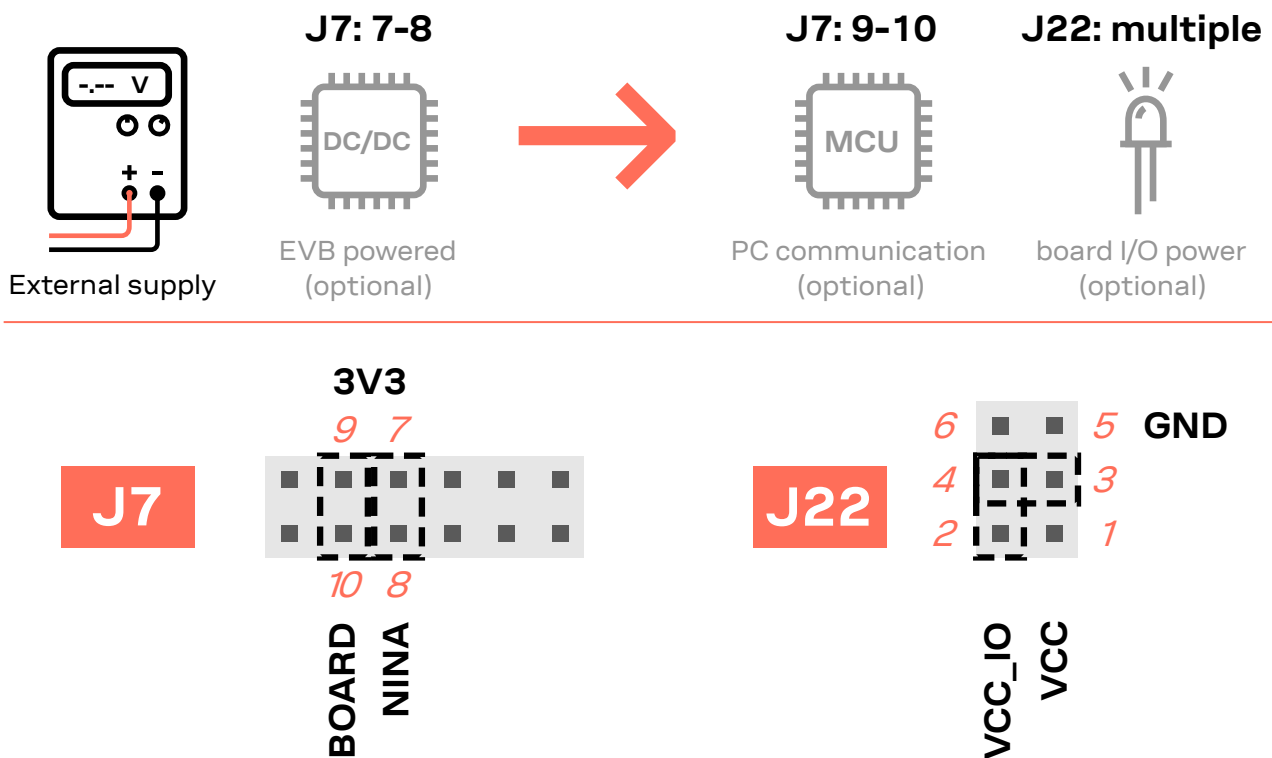 J7: 7-8
J7: 9-10
J22: multiple
-.-- V
DC/DC
MCU
+ -
EVB powered
(optional)
PC communication
(optional)
board I/O power
(optional)
External supply
3V3
9 7
J7
10 8
BOARD
NINA
J22
6 5 GND
4 3
2 1
VCC_IO
VCC